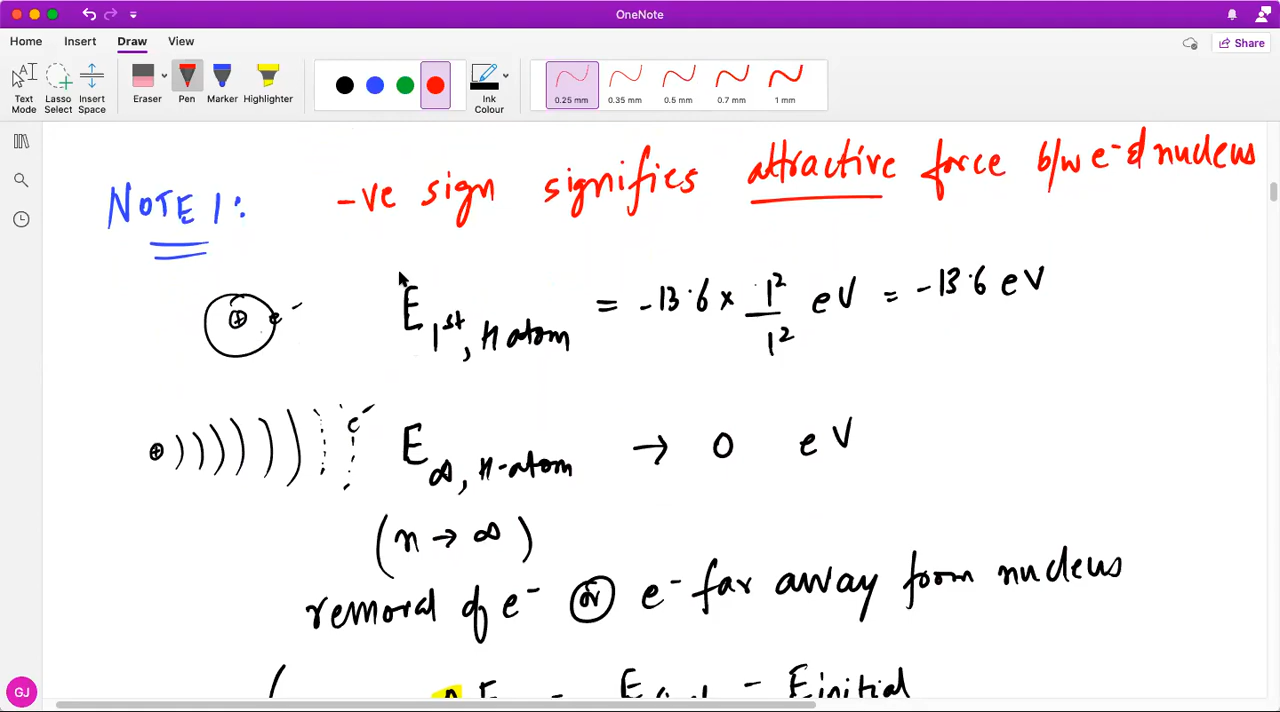 OneNote
Home Insert Draw View
Share
Text Mode
Lasso Select
Insert Space
Eraser
Pen
Marker
Highlighter
Ink Colour
0.25 mm 0.35 mm 0.5 mm 0.7 mm 1 mm
NOTE 1: -ve sign signifies attractive force b/w e- & nucleus
⊕ e- E 1st, H atom = -13.6 × 1²/1² eV = -13.6 eV
⊕ e- E ∞, H-atom → 0 eV
(n → ∞)
removal of e- or e- far away from nucleus
E initial
GJ